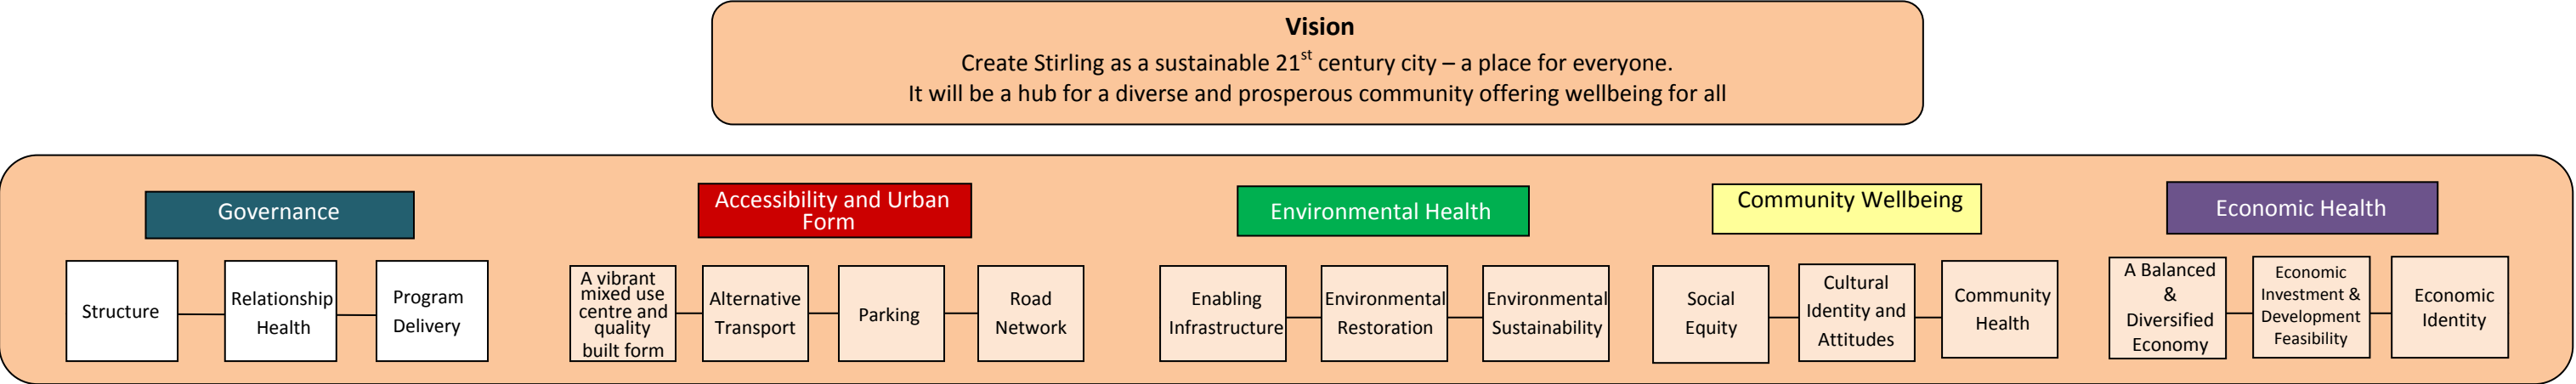 Vision
Create Stirling as a sustainable 21st century city – a place for everyone.
It will be a hub for a diverse and prosperous community offering wellbeing for all
Governance
Structure
Relationship
Health
Program
Delivery
Accessibility and Urban
Form
A vibrant
mixed use
centre and
quality
built form
Alternative
Transport
Parking
Road
Network
Environmental Health
Enabling
Infrastructure
Environmental
Restoration
Environmental
Sustainability
Community Wellbeing
Social
Equity
Cultural
Identity and
Attitudes
Community
Health
Economic Health
A Balanced
&
Diversified
Economy
Economic
Investment &
Development
Feasibility
Economic
Identity